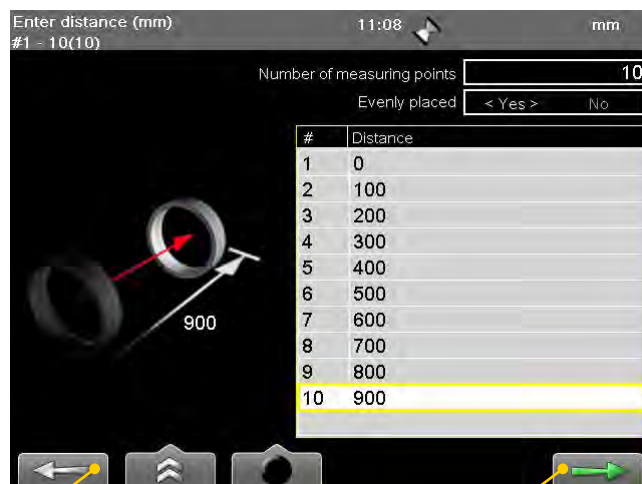 Enter distance (mm) 11:08 mm
#1 - 10(10)
Number of measuring points 10
Evenly placed < Yes > No
# Distance
1 0
2 100
3 200
4 300
5 400
6 500
7 600
8 700
9 800
10 900
900